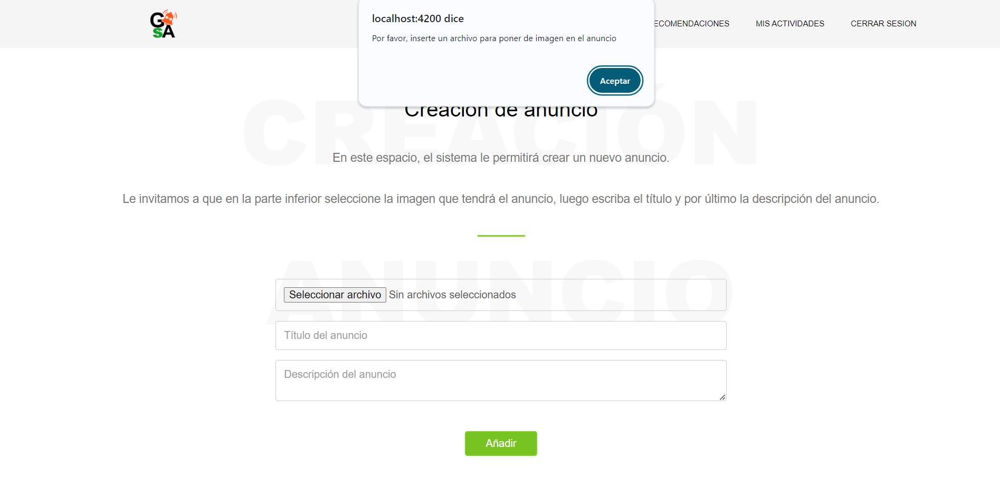 GSA
localhost:4200 dice
Por favor, inserte un archivo para poner de imagen en el anuncio
Aceptar
ECOMENDACIONES MIS ACTIVIDADES CERRAR SESION
CREACIÓN
Creación de anuncio
En este espacio, el sistema le permitirá crear un nuevo anuncio.
Le invitamos a que en la parte inferior seleccione la imagen que tendrá el anuncio, luego escriba el título y por último la descripción del anuncio.
ANUNCIO
Seleccionar archivo Sin archivos seleccionados
Título del anuncio
Descripción del anuncio
Añadir